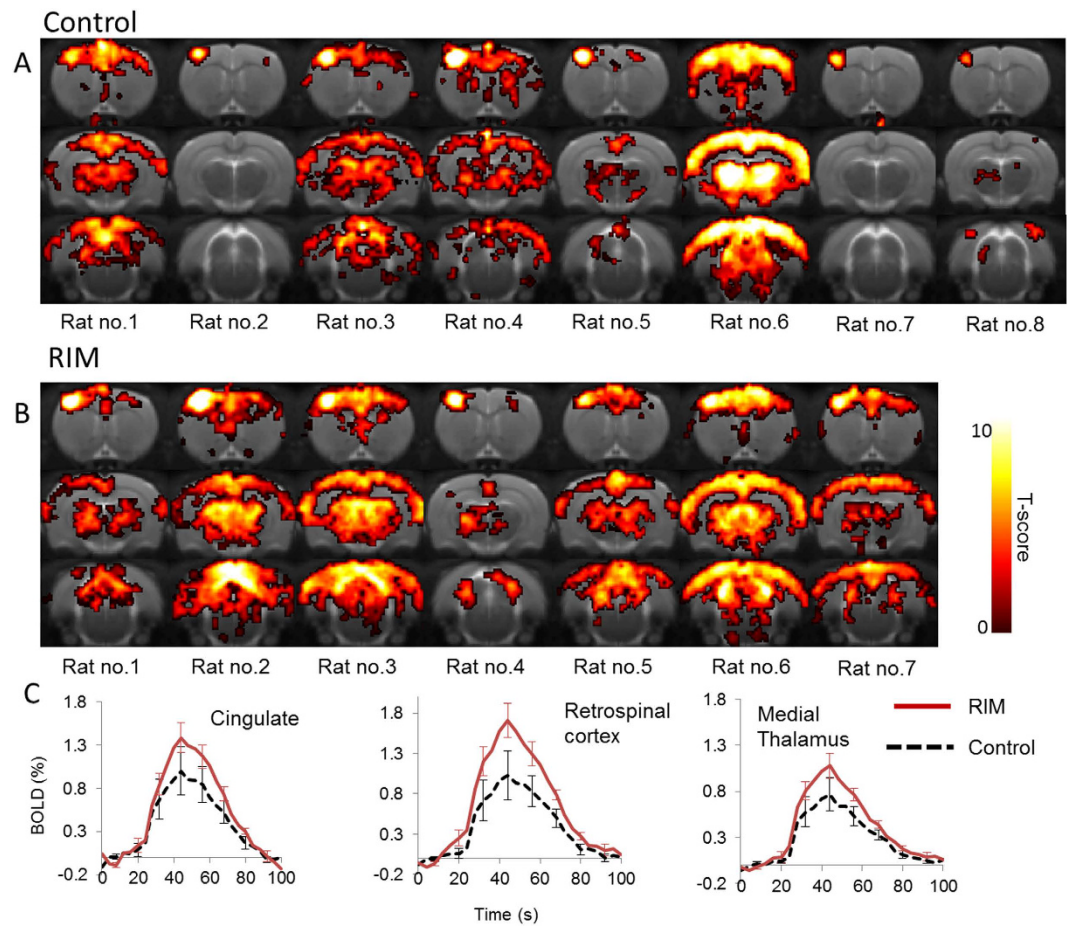 Control
A
Rat no.1 Rat no.2 Rat no.3 Rat no.4 Rat no.5 Rat no.6 Rat no.7 Rat no.8
RIM
B
10
T-score
0
Rat no.1 Rat no.2 Rat no.3 Rat no.4 Rat no.5 Rat no.6 Rat no.7
C
BOLD (%)
1.8
1.3
0.8
0.3
-0.2
0 20 40 60 80 100
Cingulate
1.8
1.3
0.8
0.3
-0.2
0 20 40 60 80 100
Retrospinal
cortex
1.8
1.3
0.8
0.3
-0.2
0 20 40 60 80 100
Medial
Thalamus
RIM
Control
Time (s)